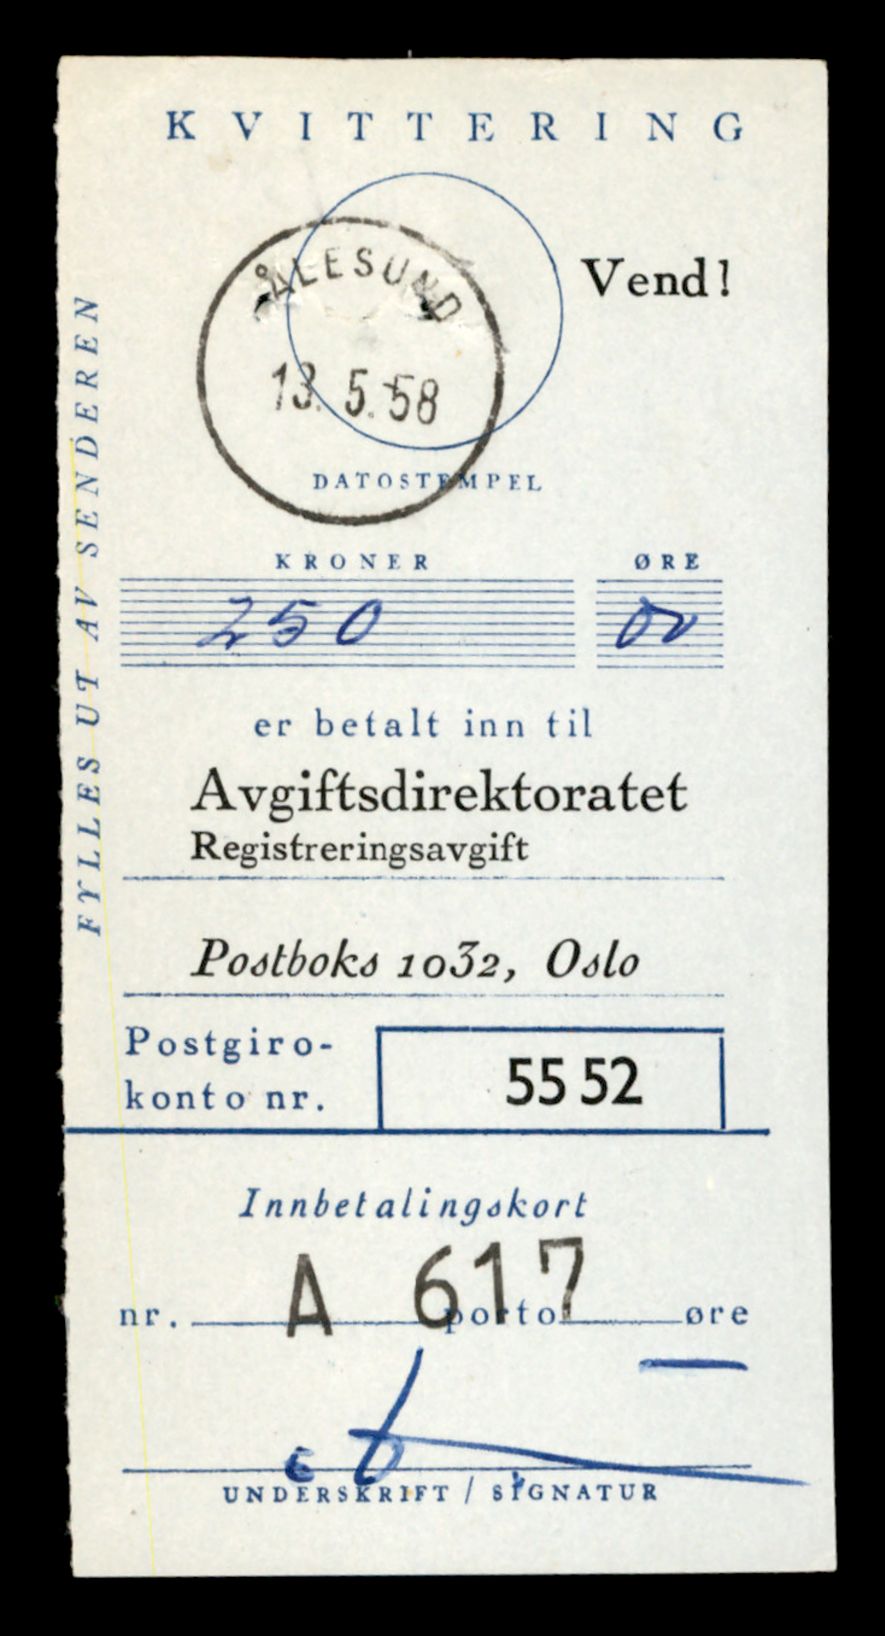 KVITTERING
Vend!
ÅLESUND
13. 5. 58
DATOSTEMPEL
FYLLES UT AV SENDEREN
KRONER ØRE
250 00
er betalt inn til
Avgiftsdirektoratet
Registreringsavgift
Postboks 1032, Oslo
Postgiro-
konto nr.
55 52
Innbetalingskort
A 617
nr. porto øre
UNDERSKRIFT / SIGNATUR